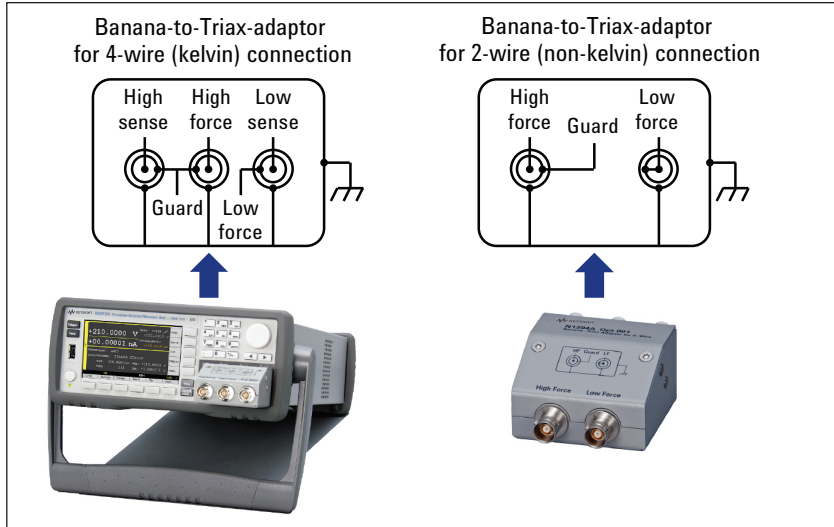 Banana-to-Triax-adaptor
for 4-wire (kelvin) connection
High sense
High force
Low sense
Guard
Low force
Banana-to-Triax-adaptor
for 2-wire (non-kelvin) connection
High force
Guard
Low force
KEYSIGHT
+210.0000 V
+00.00001 nA
KEYSIGHT
N1294A Opt 001
HF Guard LF
High Force Low Force